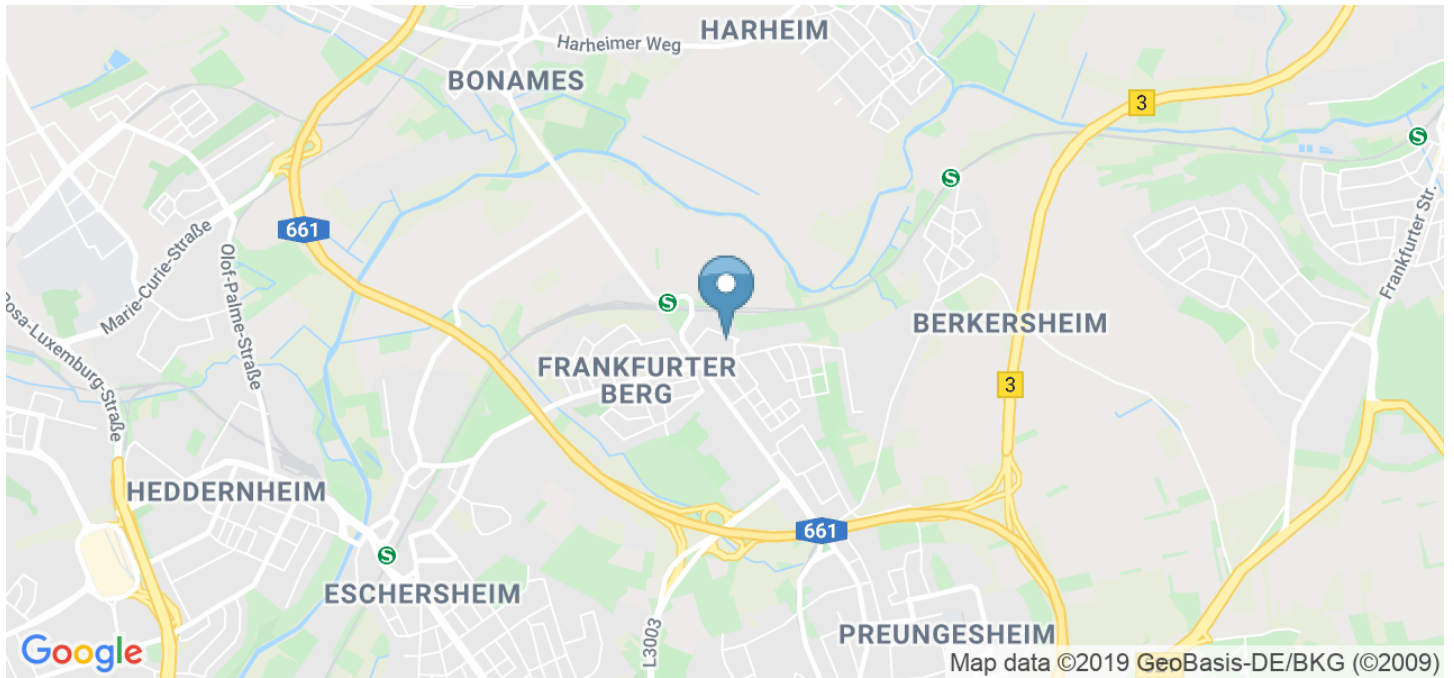 HARHEIM
Harheimer Weg
BONAMES
3
S
S
661
Marie-Curie-Straße
Olof-Palme-Straße
Frankfurter Str.
Rosa-Luxemburg-Straße
S
BERKERSHEIM
FRANKFURTER
BERG
3
HEDDERNHEIM
661
S
ESCHERSHEIM
L3003
PREUNGESHEIM
Google
Map data ©2019 GeoBasis-DE/BKG (©2009)